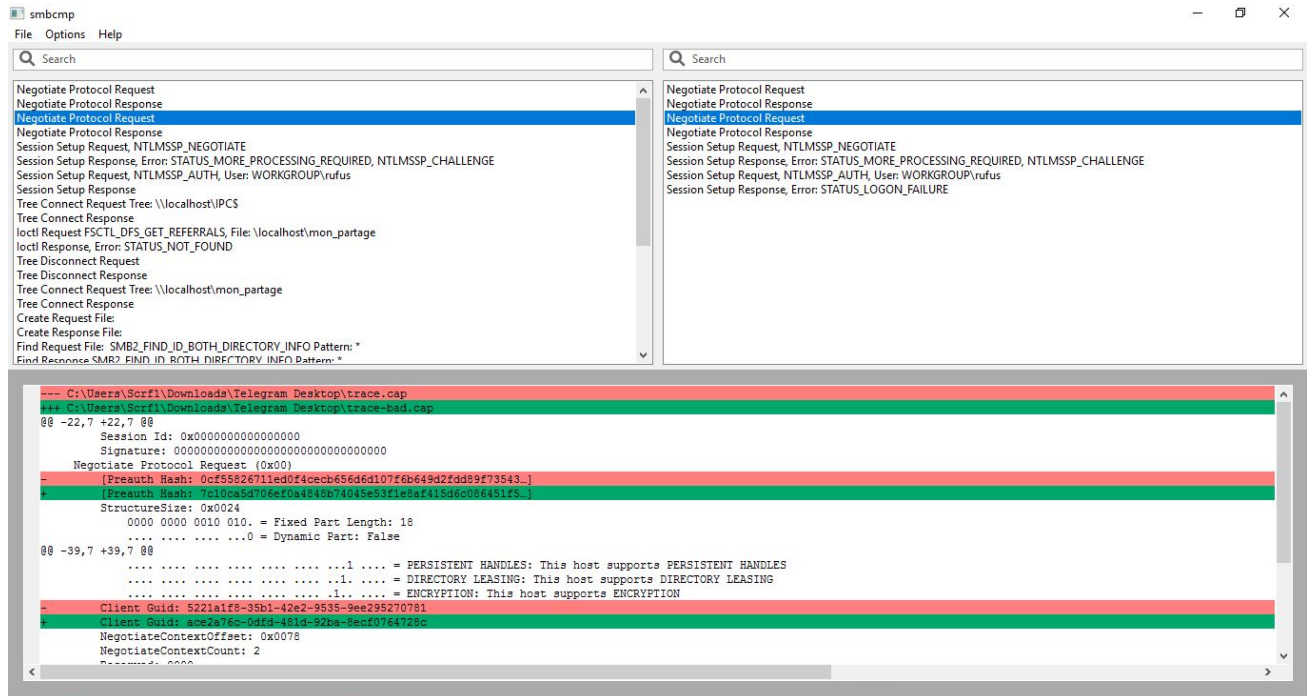 smbcmp
File Options Help
Search
Search
Negotiate Protocol Request
Negotiate Protocol Response
Negotiate Protocol Request
Negotiate Protocol Response
Session Setup Request, NTLMSSP_NEGOTIATE
Session Setup Response, Error: STATUS_MORE_PROCESSING_REQUIRED, NTLMSSP_CHALLENGE
Session Setup Request, NTLMSSP_AUTH, User: WORKGROUP\rufus
Session Setup Response
Tree Connect Request Tree: \\localhost\IPC$
Tree Connect Response
Ioctl Request FSCTL_DFS_GET_REFERRALS, File: \localhost\mon_partage
Ioctl Response, Error: STATUS_NOT_FOUND
Tree Disconnect Request
Tree Disconnect Response
Tree Connect Request Tree: \\localhost\mon_partage
Tree Connect Response
Create Request File:
Create Response File:
Find Request File: SMB2_FIND_ID_BOTH_DIRECTORY_INFO Pattern: *
Find Response SMB2_FIND_ID_BOTH_DIRECTORY_INFO Pattern: *
Negotiate Protocol Request
Negotiate Protocol Response
Negotiate Protocol Request
Negotiate Protocol Response
Session Setup Request, NTLMSSP_NEGOTIATE
Session Setup Response, Error: STATUS_MORE_PROCESSING_REQUIRED, NTLMSSP_CHALLENGE
Session Setup Request, NTLMSSP_AUTH, User: WORKGROUP\rufus
Session Setup Response, Error: STATUS_LOGON_FAILURE
--- C:\Users\Scrf1\Downloads\Telegram Desktop\trace.cap
+++ C:\Users\Scrf1\Downloads\Telegram Desktop\trace-bad.cap
@@ -22,7 +22,7 @@
Session Id: 0x0000000000000000
Signature: 00000000000000000000000000000000
Negotiate Protocol Request (0x00)
- [Preauth Hash: 0cf55826711ed0f4cecb656d6d107f6b649d2fdd89f73543…]
+ [Preauth Hash: 7c10ca5d706ef0a4848b74045e53f1e8af415d6c086451f5…]
StructureSize: 0x0024
0000 0000 0010 010. = Fixed Part Length: 18
.... .... .... ...0 = Dynamic Part: False
@@ -39,7 +39,7 @@
.... .... .... .... .... .... ...1 .... = PERSISTENT HANDLES: This host supports PERSISTENT HANDLES
.... .... .... .... .... .... ..1. .... = DIRECTORY LEASING: This host supports DIRECTORY LEASING
.... .... .... .... .... .... .1.. .... = ENCRYPTION: This host supports ENCRYPTION
- Client Guid: 5221a1f8-35b1-42e2-9535-9ee295270781
+ Client Guid: ace2a76c-0dfd-481d-92ba-8ecf0764728c
NegotiateContextOffset: 0x0078
NegotiateContextCount: 2
Reserved: 0000